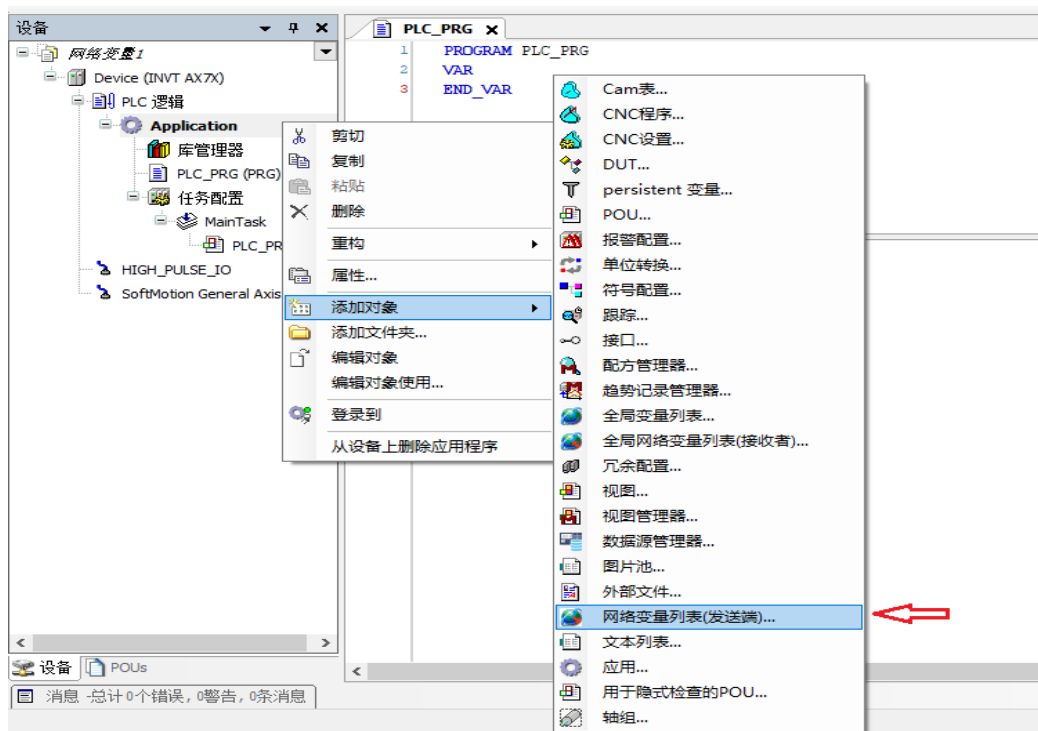 设备
网络变量1
Device (INVT AX7X)
PLC 逻辑
Application
库管理器
PLC_PRG (PRG)
任务配置
MainTask
PLC_PR
HIGH_PULSE_IO
SoftMotion General Axis
设备
POUs
消息 -总计0个错误,0警告,0条消息
PLC_PRG
1 PROGRAM PLC_PRG
2 VAR
3 END_VAR
剪切
复制
粘贴
删除
重构
属性...
添加对象
添加文件夹...
编辑对象
编辑对象使用...
登录到
从设备上删除应用程序
Cam表...
CNC程序...
CNC设置...
DUT...
persistent 变量...
POU...
报警配置...
单位转换...
符号配置...
跟踪...
接口...
配方管理器...
趋势记录管理器...
全局变量列表...
全局网络变量列表(接收者)...
冗余配置...
视图...
视图管理器...
数据源管理器...
图片池...
外部文件...
网络变量列表(发送端)...
文本列表...
应用...
用于隐式检查的POU...
轴组...